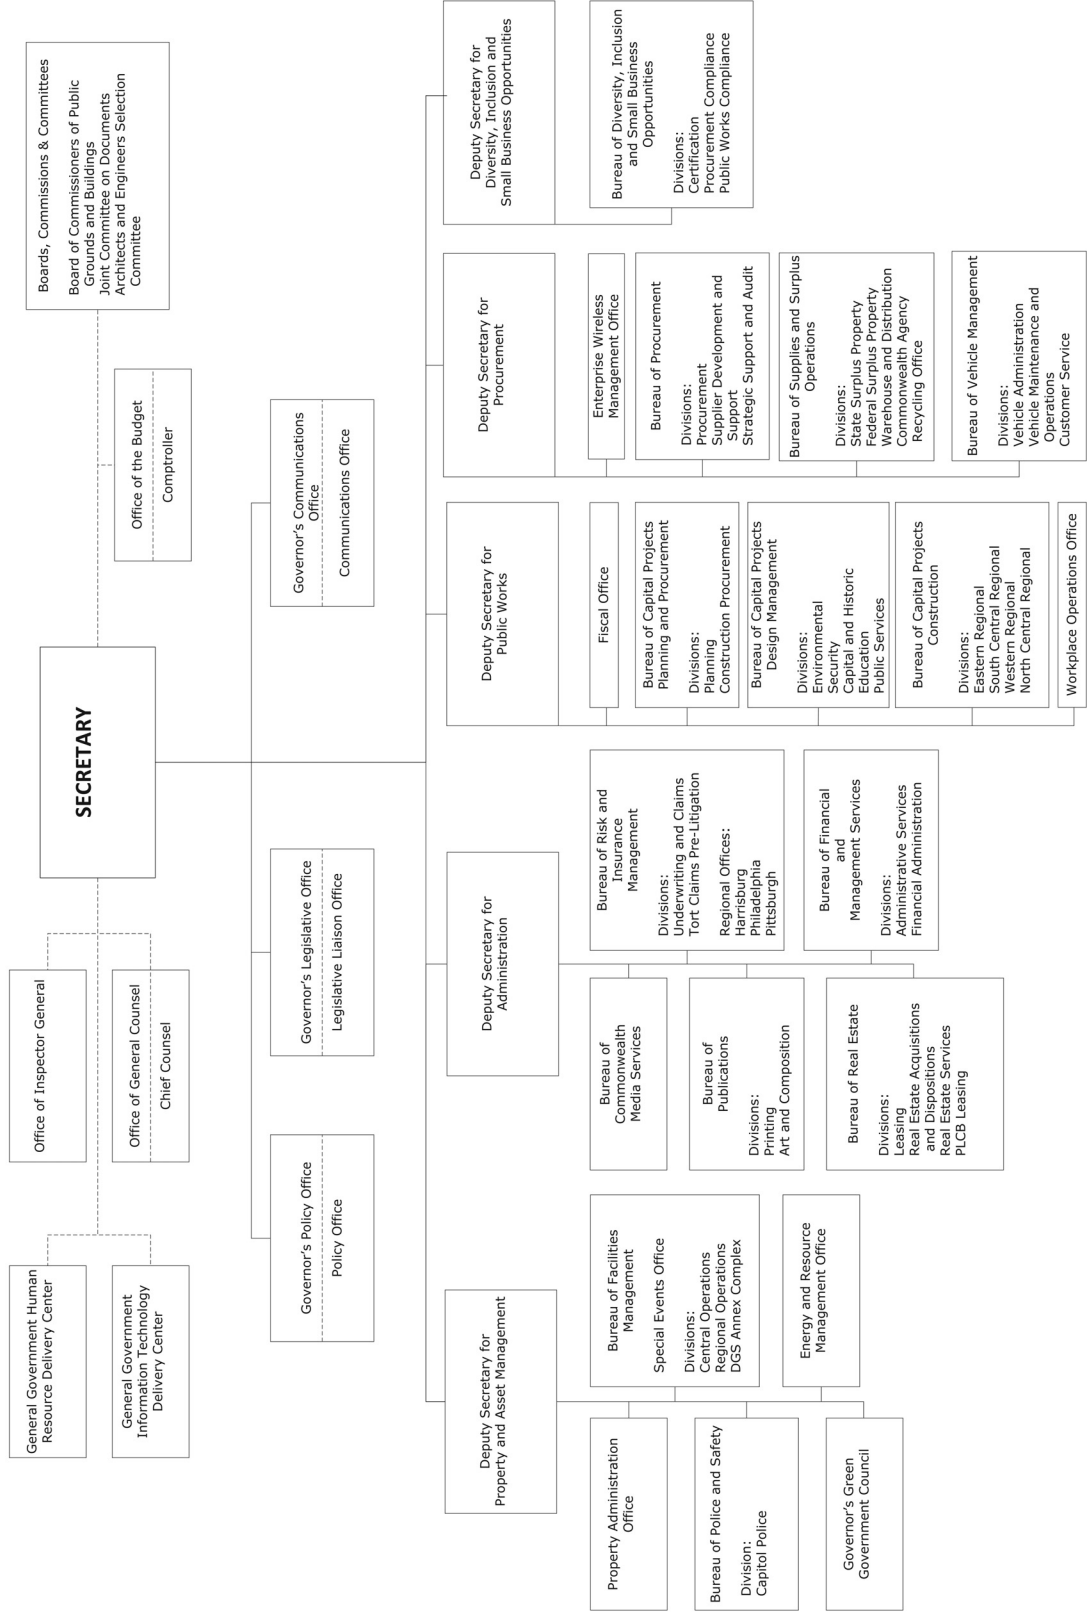 SECRETARY
General Government Human
Resource Delivery Center
General Government
Information Technology
Delivery Center
Office of Inspector General
Office of General Counsel
Chief Counsel
Office of the Budget
Comptroller
Boards, Commissions & Committees
Board of Commissioners of Public
Grounds and Buildings
Joint Committee on Documents
Architects and Engineers Selection
Committee
Governor's Policy Office
Policy Office
Governor's Legislative Office
Legislative Liaison Office
Governor's Communications
Office
Communications Office
Deputy Secretary for
Property and Asset Management
Property Administration
Office
Bureau of Facilities
Management
Special Events Office
Divisions:
Central Operations
Regional Operations
DGS Annex Complex
Bureau of Police and Safety
Division:
Capitol Police
Energy and Resource
Management Office
Governor's Green
Government Council
Deputy Secretary for
Administration
Bureau of
Commonwealth
Media Services
Bureau of Risk and
Insurance
Management
Divisions:
Underwriting and Claims
Tort Claims Pre-Litigation
Regional Offices:
Harrisburg
Philadelphia
Pittsburgh
Bureau of
Publications
Divisions:
Printing
Art and Composition
Bureau of Financial
and
Management Services
Divisions:
Administrative Services
Financial Administration
Bureau of Real Estate
Divisions:
Leasing
Real Estate Acquisitions
and Dispositions
Real Estate Services
PLCB Leasing
Deputy Secretary for
Public Works
Fiscal Office
Bureau of Capital Projects
Planning and Procurement
Divisions:
Planning
Construction Procurement
Bureau of Capital Projects
Design Management
Divisions:
Environmental
Security
Capital and Historic
Education
Public Services
Bureau of Capital Projects
Construction
Divisions:
Eastern Regional
South Central Regional
Western Regional
North Central Regional
Workplace Operations Office
Deputy Secretary for
Procurement
Enterprise Wireless
Management Office
Bureau of Procurement
Divisions:
Procurement
Supplier Development and
Support
Strategic Support and Audit
Bureau of Supplies and Surplus
Operations
Divisions:
State Surplus Property
Federal Surplus Property
Warehouse and Distribution
Commonwealth Agency
Recycling Office
Bureau of Vehicle Management
Divisions:
Vehicle Administration
Vehicle Maintenance and
Operations
Customer Service
Deputy Secretary for
Diversity, Inclusion and
Small Business Opportunities
Bureau of Diversity, Inclusion
and Small Business
Opportunities
Divisions:
Certification
Procurement Compliance
Public Works Compliance